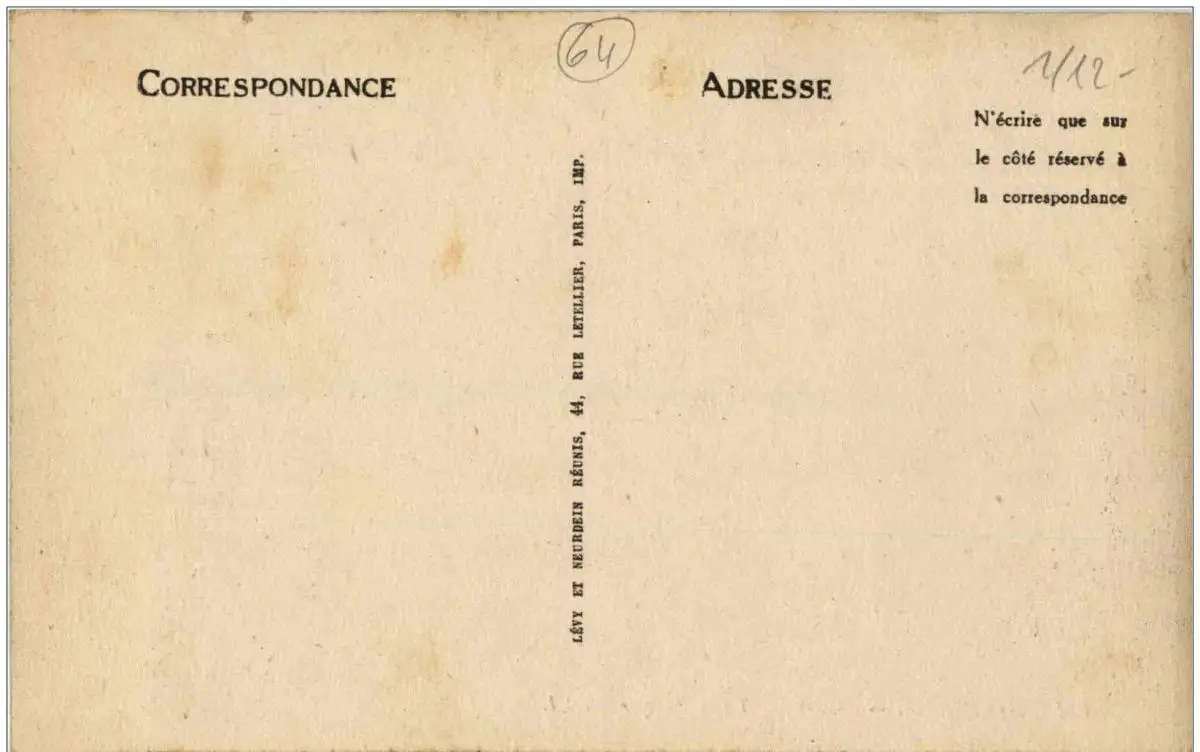 64
1/12-
CORRESPONDANCE
ADRESSE
N'écrire que sur
le côté réservé à
la correspondance
LÉVY ET NEURDEIN RÉUNIS, 44, RUE LETELLIER, PARIS, IMP.